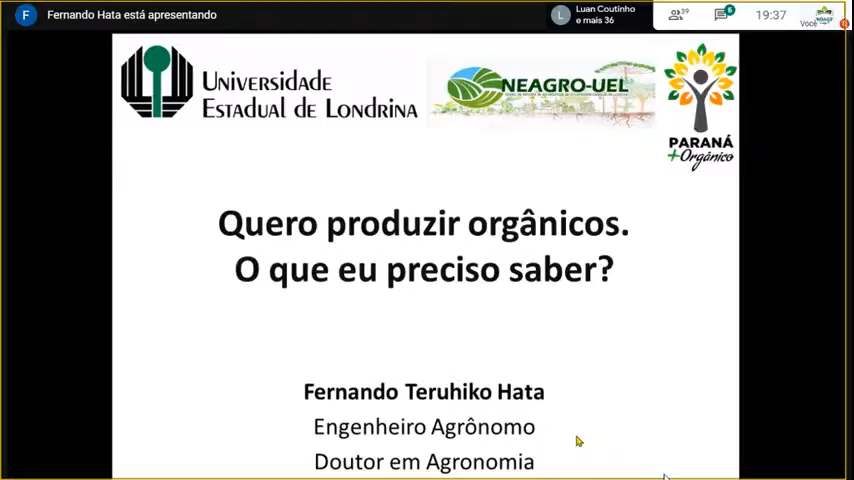 F Fernando Hata está apresentando
L Luan Coutinho
e mais 36
39
5
19:37
Você
UNIVERSIDADE
ESTADUAL DE LONDRINA
NEAGRO-UEL
PARANÁ
+Orgânico
Quero produzir orgânicos.
O que eu preciso saber?
Fernando Teruhiko Hata
Engenheiro Agrônomo
Doutor em Agronomia